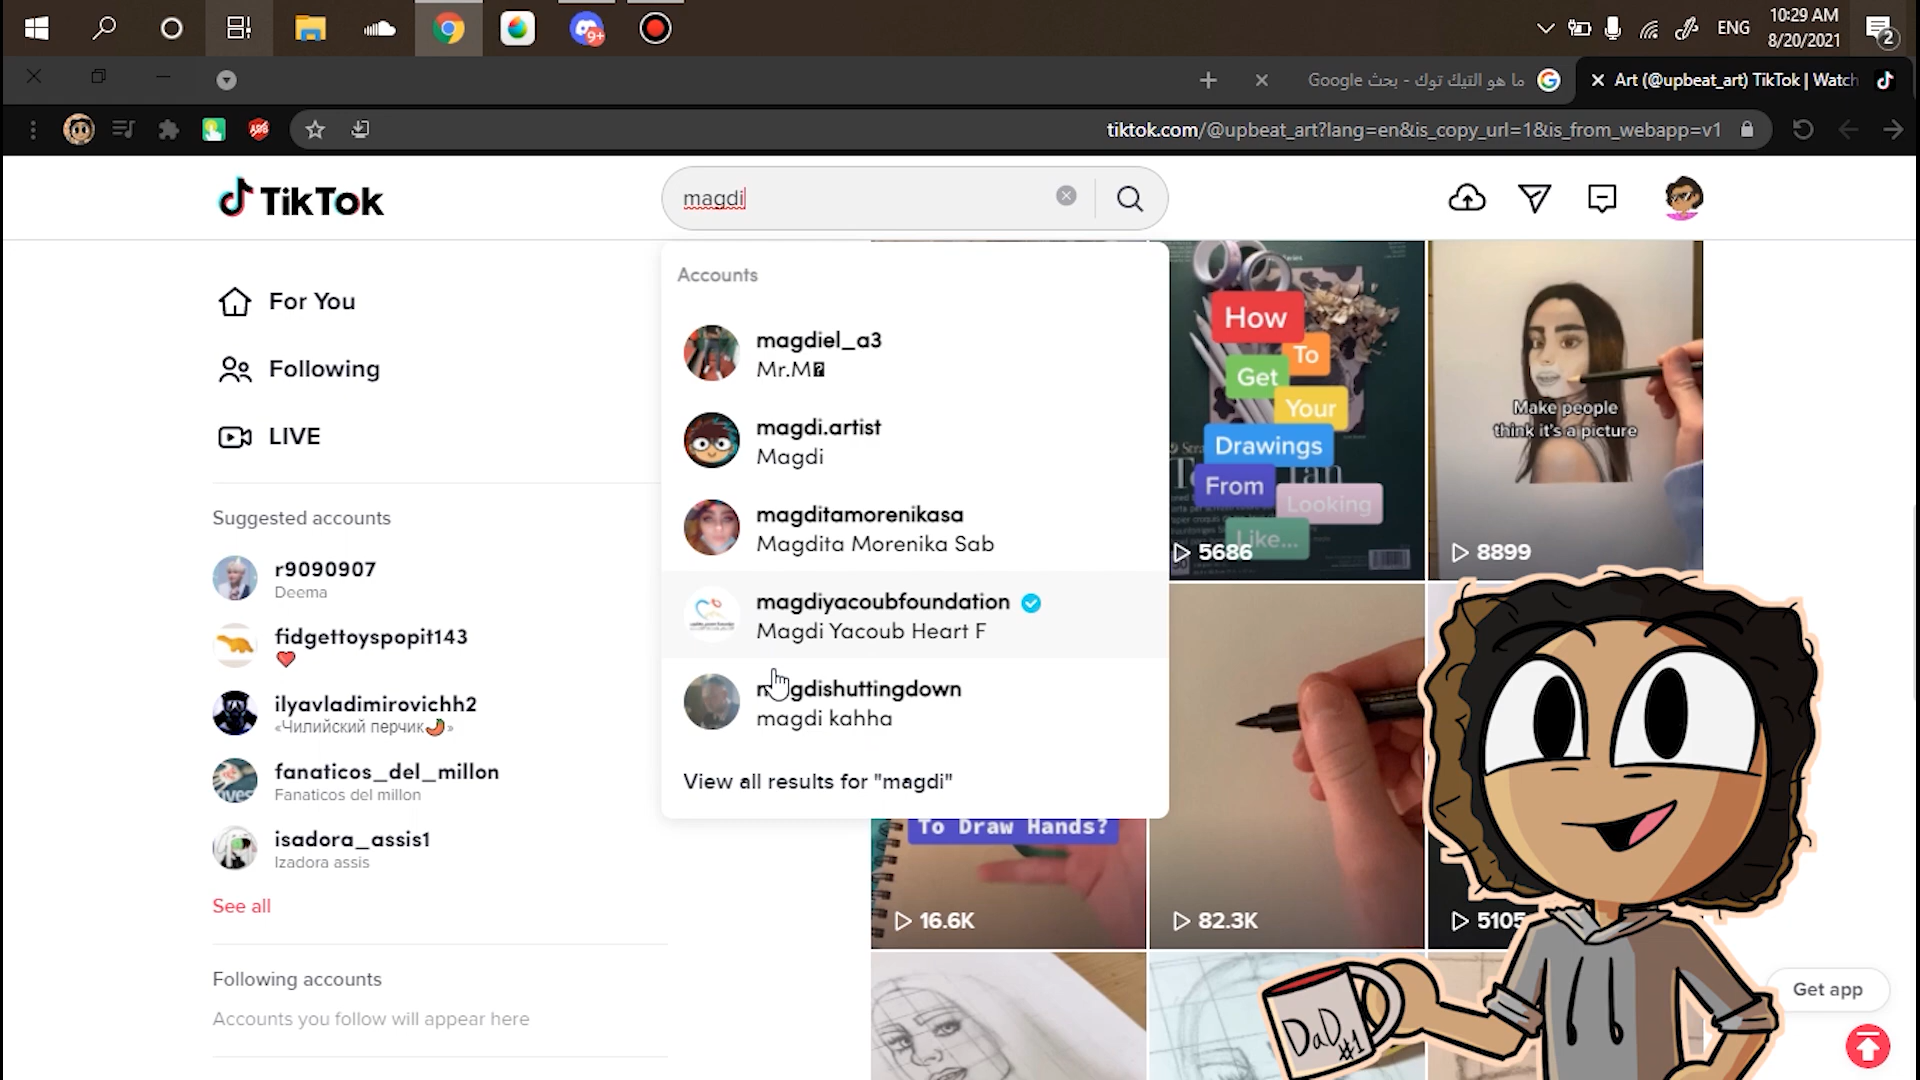 ENG
10:29 AM
8/20/2021
2
9+
ما هو التيك توك - بحث Google
Art (@upbeat_art) TikTok | Watch
ABP
tiktok.com/@upbeat_art?lang=en&is_copy_url=1&is_from_webapp=v1
TikTok
magdi
For You
Following
LIVE
Suggested accounts
r9090907
Deema
fidgettoyspopit143
ilyavladimirovichh2
«Чилийский перчик🌶»
fanaticos_del_millon
Fanaticos del millon
isadora_assis1
Izadora assis
See all
Following accounts
Accounts you follow will appear here
Accounts
magdiel_a3
Mr.M
magdi.artist
Magdi
magditamorenikasa
Magdita Morenika Sab
magdiyacoubfoundation
Magdi Yacoub Heart F
magdishuttingdown
magdi kahha
View all results for "magdi"
How
To
Get
Your
Drawings
From
Looking
Like...
5686
Make people
think it's a picture
8899
To Draw Hands?
16.6K
82.3K
5105
DaD
#1
Get app